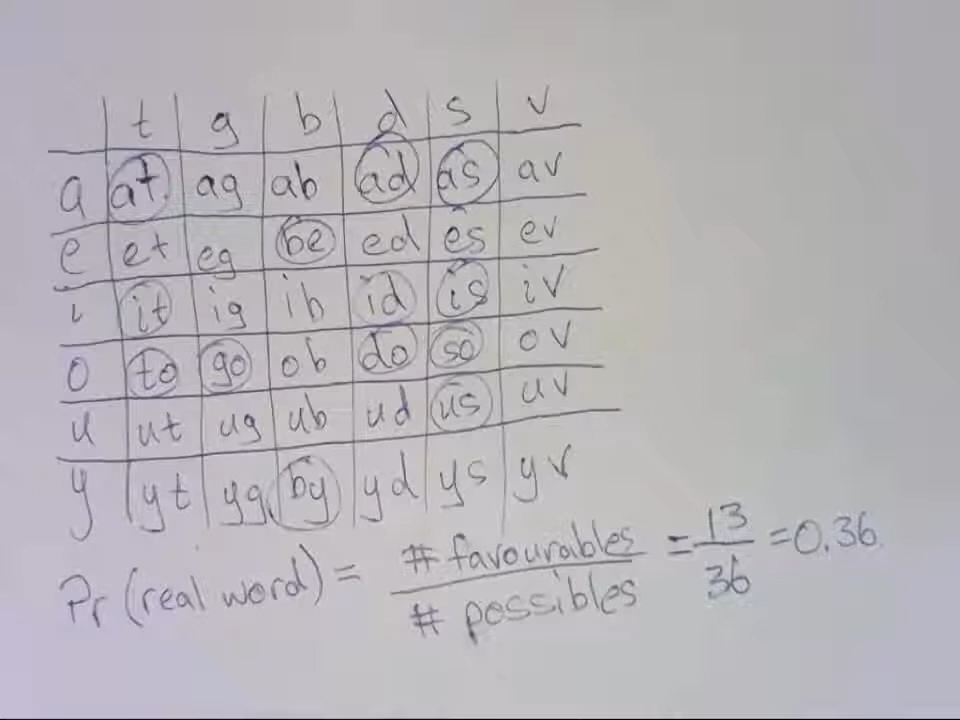 t g b d s v
a at ag ab ad as av
e et eg be ed es ev
i it ig ib id is iv
o to go ob do so ov
u ut ug ub ud us uv
y yt yg by yd ys yv
Pr (real word) = # favourables / # possibles = 13/36 = 0.36